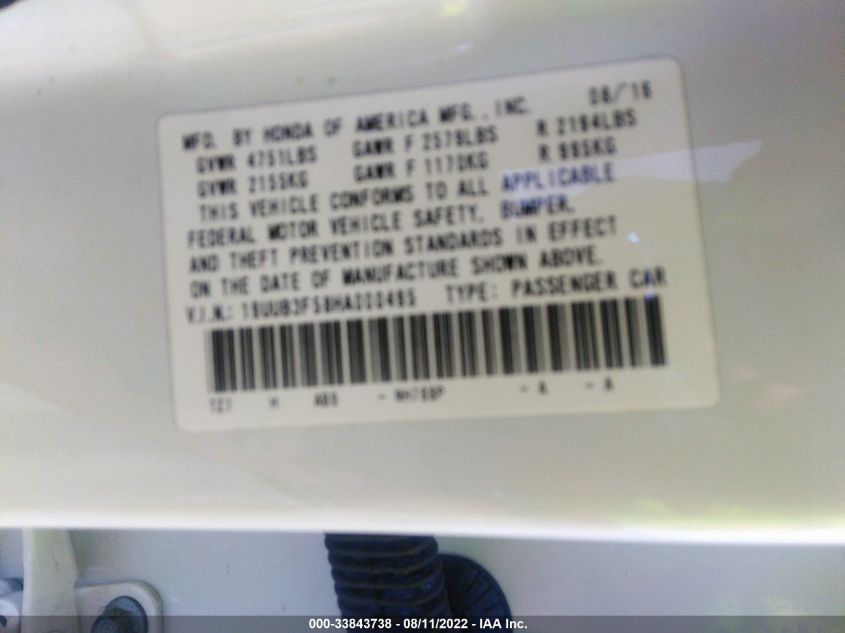 MFD. BY HONDA OF AMERICA MFG., INC. 08/16
GVWR 4751LBS GAWR F 2579LBS R 2194LBS
GVWR 2155KG GAWR F 1170KG R 995KG
THIS VEHICLE CONFORMS TO ALL APPLICABLE
FEDERAL MOTOR VEHICLE SAFETY, BUMPER,
AND THEFT PREVENTION STANDARDS IN EFFECT
ON THE DATE OF MANUFACTURE SHOWN ABOVE.
V.I.N.: TYPE: PASSENGER CAR
H - - A - A
000-33843738 - 08/11/2022 - IAA Inc.